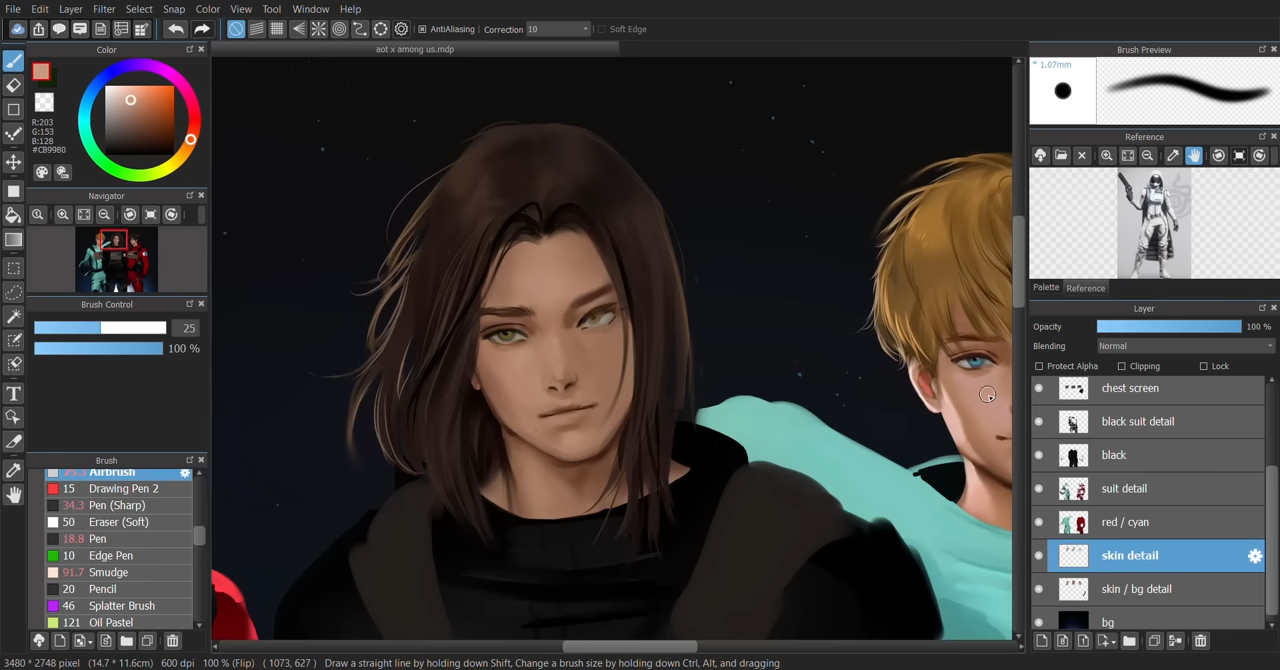 File Edit Layer Filter Select Snap Color View Tool Window Help
AntiAliasing Correction 10 Soft Edge
Color
aot x among us.mdp
Brush Preview
R:203
G:153
B:128
#CB9980
Navigator
Brush Control
25
100 %
Brush
Airbrush
15 Drawing Pen 2
34.3 Pen (Sharp)
50 Eraser (Soft)
18.8 Pen
10 Edge Pen
91.7 Smudge
20 Pencil
46 Splatter Brush
121 Oil Pastel
1.07mm
Reference
Palette Reference
Layer
Opacity 100 %
Blending Normal
Protect Alpha Clipping Lock
chest screen
black suit detail
black
suit detail
red / cyan
skin detail
skin / bg detail
bg
3480 * 2748 pixel (14.7 * 11.6cm) 600 dpi 100 % (Flip) ( 1073, 627 ) Draw a straight line by holding down Shift, Change a brush size by holding down Ctrl, Alt, and dragging